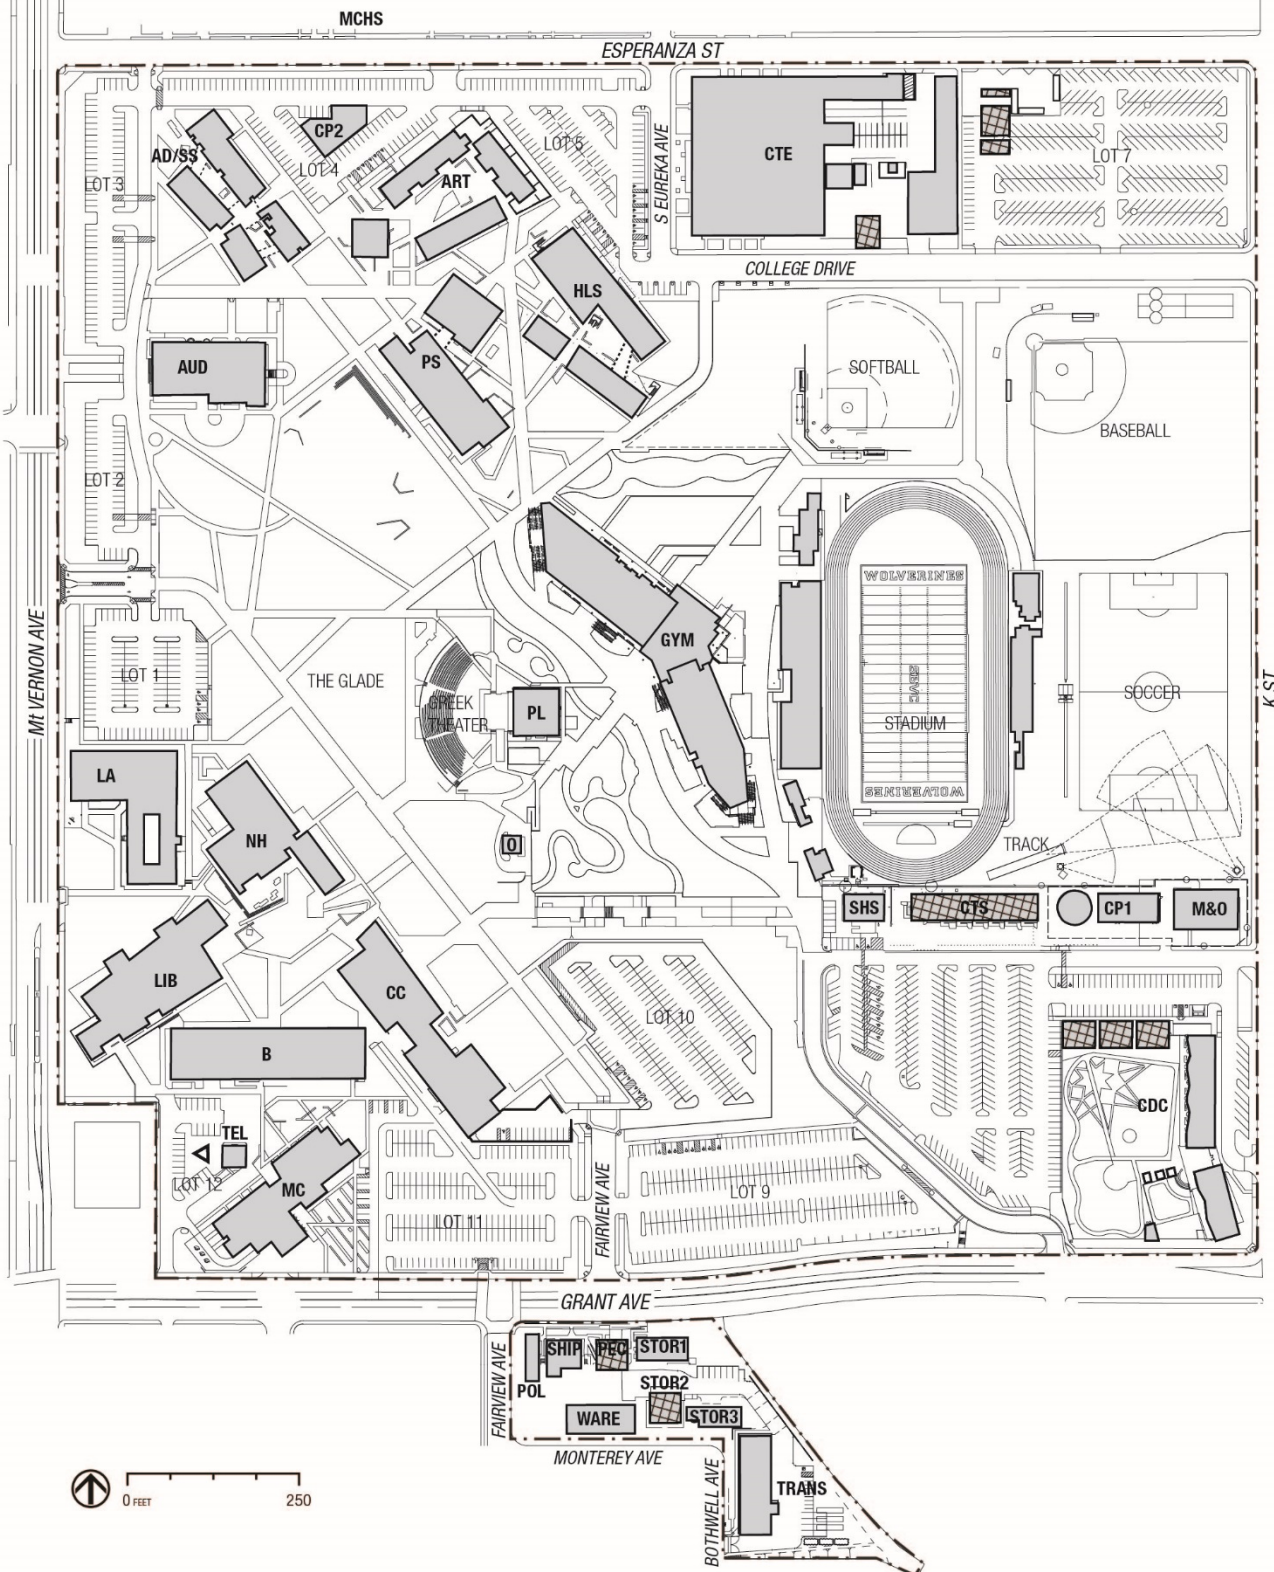 MCHS
ESPERANZA ST
CP2
AD/SS
LOT 4
LOT 5
LOT 3
ART
S EUREKA AVE
CTE
LOT 7
COLLEGE DRIVE
HLS
AUD
PS
SOFTBALL
BASEBALL
LOT 2
WOLVERINES
Mt VERNON AVE
LOT 1
THE GLADE
GREEK
THEATER
PL
GYM
SBVC
STADIUM
SOCCER
K ST
WOLVERINES
LA
NH
O
TRACK
SHS
CTS
CP1
M&O
LIB
CC
LOT 10
B
CDC
TEL
LOT 12
MC
LOT 11
FAIRVIEW AVE
LOT 9
GRANT AVE
FAIRVIEW AVE
SHIP
PEC
STOR1
POL
STOR2
WARE
STOR3
MONTEREY AVE
BOTHWELL AVE
TRANS
0 FEET
250